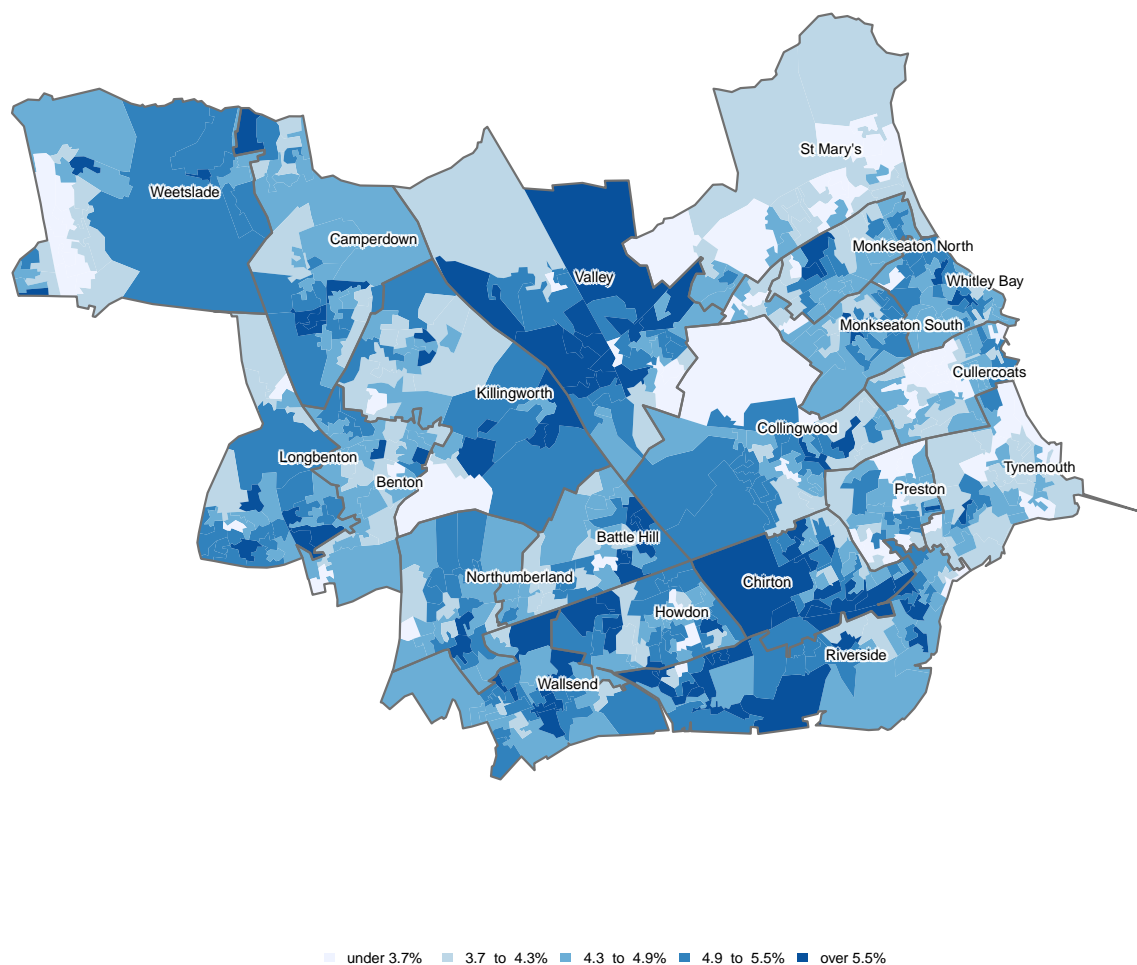 St Mary's
Weetslade
Camperdown
Monkseaton North
Valley
Whitley Bay
Monkseaton South
Cullercoats
Killingworth
Collingwood
Longbenton
Tynemouth
Benton
Preston
Battle Hill
Northumberland
Chirton
Howdon
Riverside
Wallsend
under 3.7% 3.7 to 4.3% 4.3 to 4.9% 4.9 to 5.5% over 5.5%